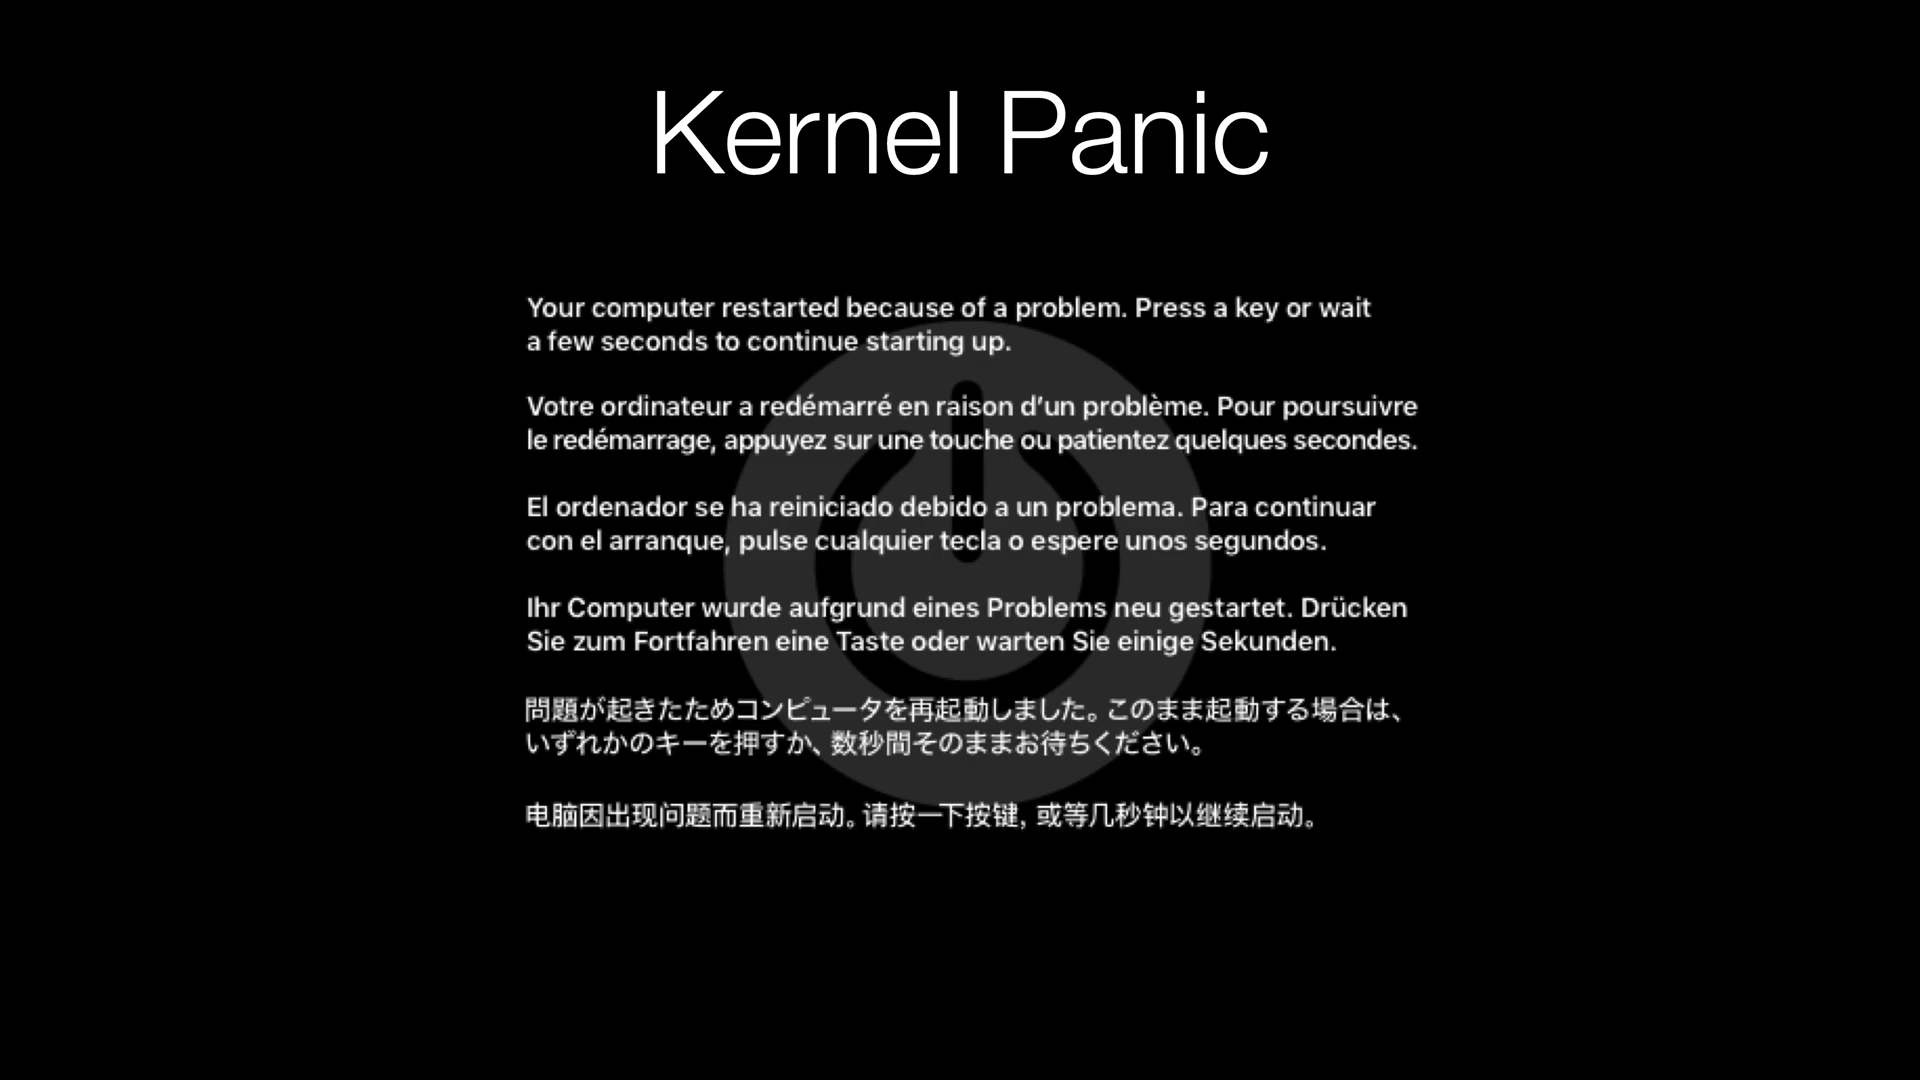 Kernel Panic
Your computer restarted because of a problem. Press a key or wait
a few seconds to continue starting up.
Votre ordinateur a redémarré en raison d'un problème. Pour poursuivre
le redémarrage, appuyez sur une touche ou patientez quelques secondes.
El ordenador se ha reiniciado debido a un problema. Para continuar
con el arranque, pulse cualquier tecla o espere unos segundos.
Ihr Computer wurde aufgrund eines Problems neu gestartet. Drücken
Sie zum Fortfahren eine Taste oder warten Sie einige Sekunden.
問題が起きたためコンピュータを再起動しました。このまま起動する場合は、
いずれかのキーを押すか、数秒間そのままお待ちください。
电脑因出现问题而重新启动。请按一下按键, 或等几秒钟以继续启动。